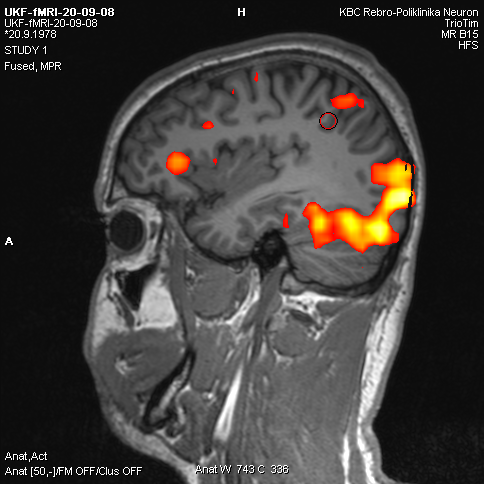 UKF-fMRI-20-09-08
UKF-fMRI-20-09-08
*20.9.1978
STUDY 1
Fused, MPR
H
KBC Rebro-Poliklinika Neuron
TrioTim
MR B15
HFS
A
Anat,Act
Anat [50,-]/FM OFF/Clus OFF
Anat W 743 C 336